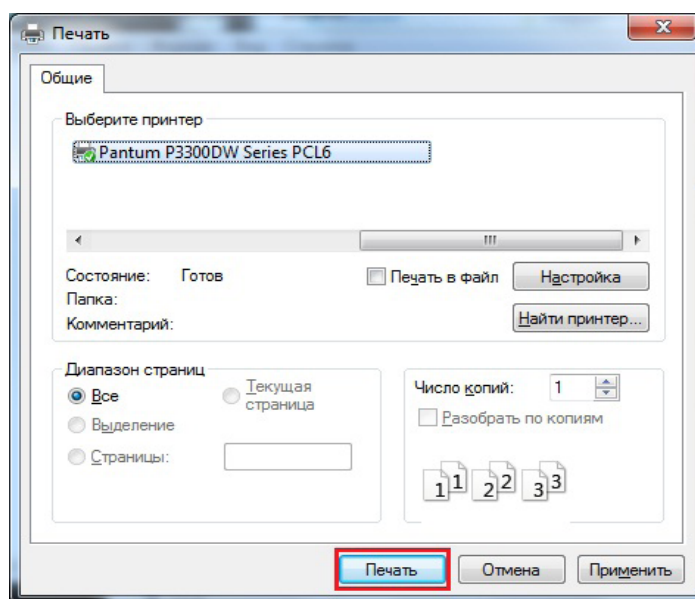 Печать
Общие
Выберите принтер
Pantum P3300DW Series PCL6
Состояние: Готов
Печать в файл
Настройка
Папка:
Комментарий:
Найти принтер...
Диапазон страниц
Все
Текущая страница
Выделение
Страницы:
Число копий: 1
Разобрать по копиям
1 1 2 2 3 3
Печать
Отмена
Применить